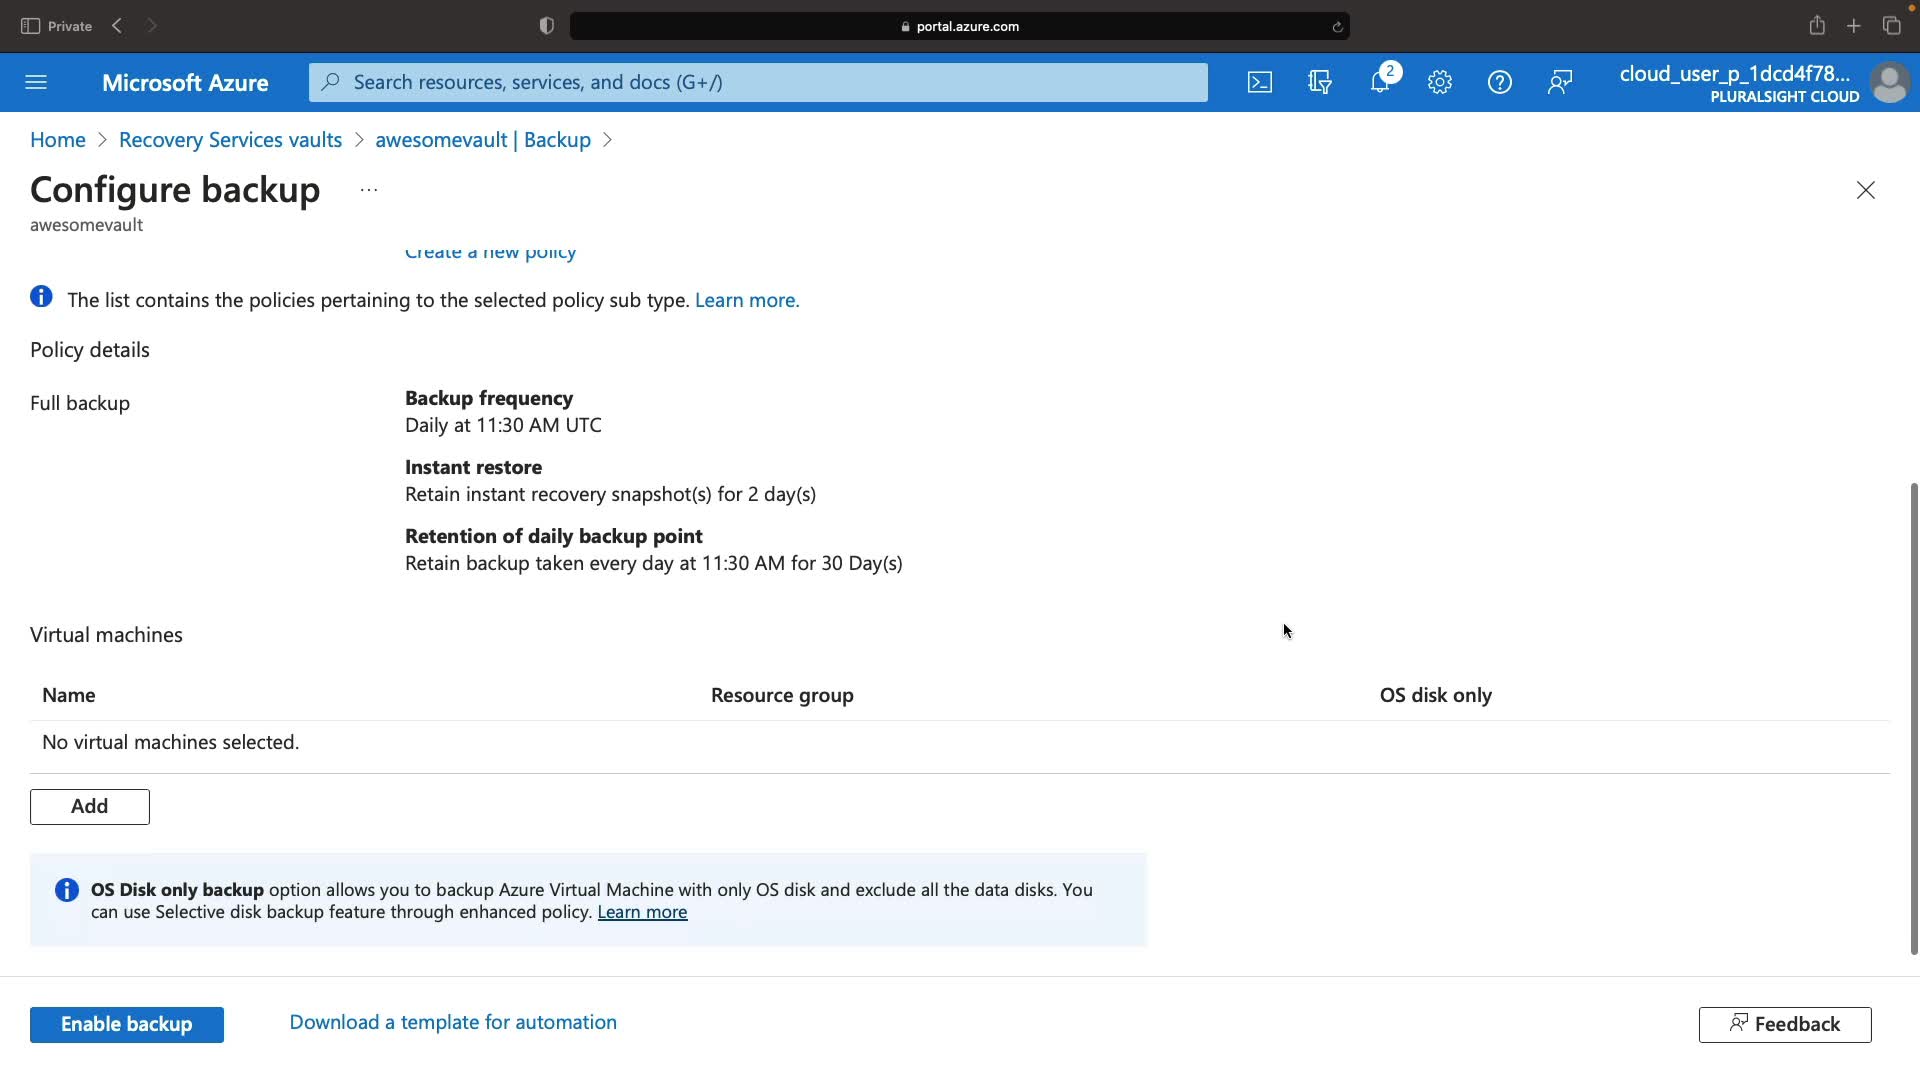 Private
portal.azure.com
Microsoft Azure
Search resources, services, and docs (G+/)
2
cloud_user_p_1dcd4f78...
PLURALSIGHT CLOUD
Home > Recovery Services vaults > awesomevault | Backup >
Configure backup ...
awesomevault
Create a new policy
The list contains the policies pertaining to the selected policy sub type. Learn more.
Policy details
Full backup
Backup frequency
Daily at 11:30 AM UTC
Instant restore
Retain instant recovery snapshot(s) for 2 day(s)
Retention of daily backup point
Retain backup taken every day at 11:30 AM for 30 Day(s)
Virtual machines
Name Resource group OS disk only
No virtual machines selected.
Add
OS Disk only backup option allows you to backup Azure Virtual Machine with only OS disk and exclude all the data disks. You
can use Selective disk backup feature through enhanced policy. Learn more
Enable backup
Download a template for automation
Feedback